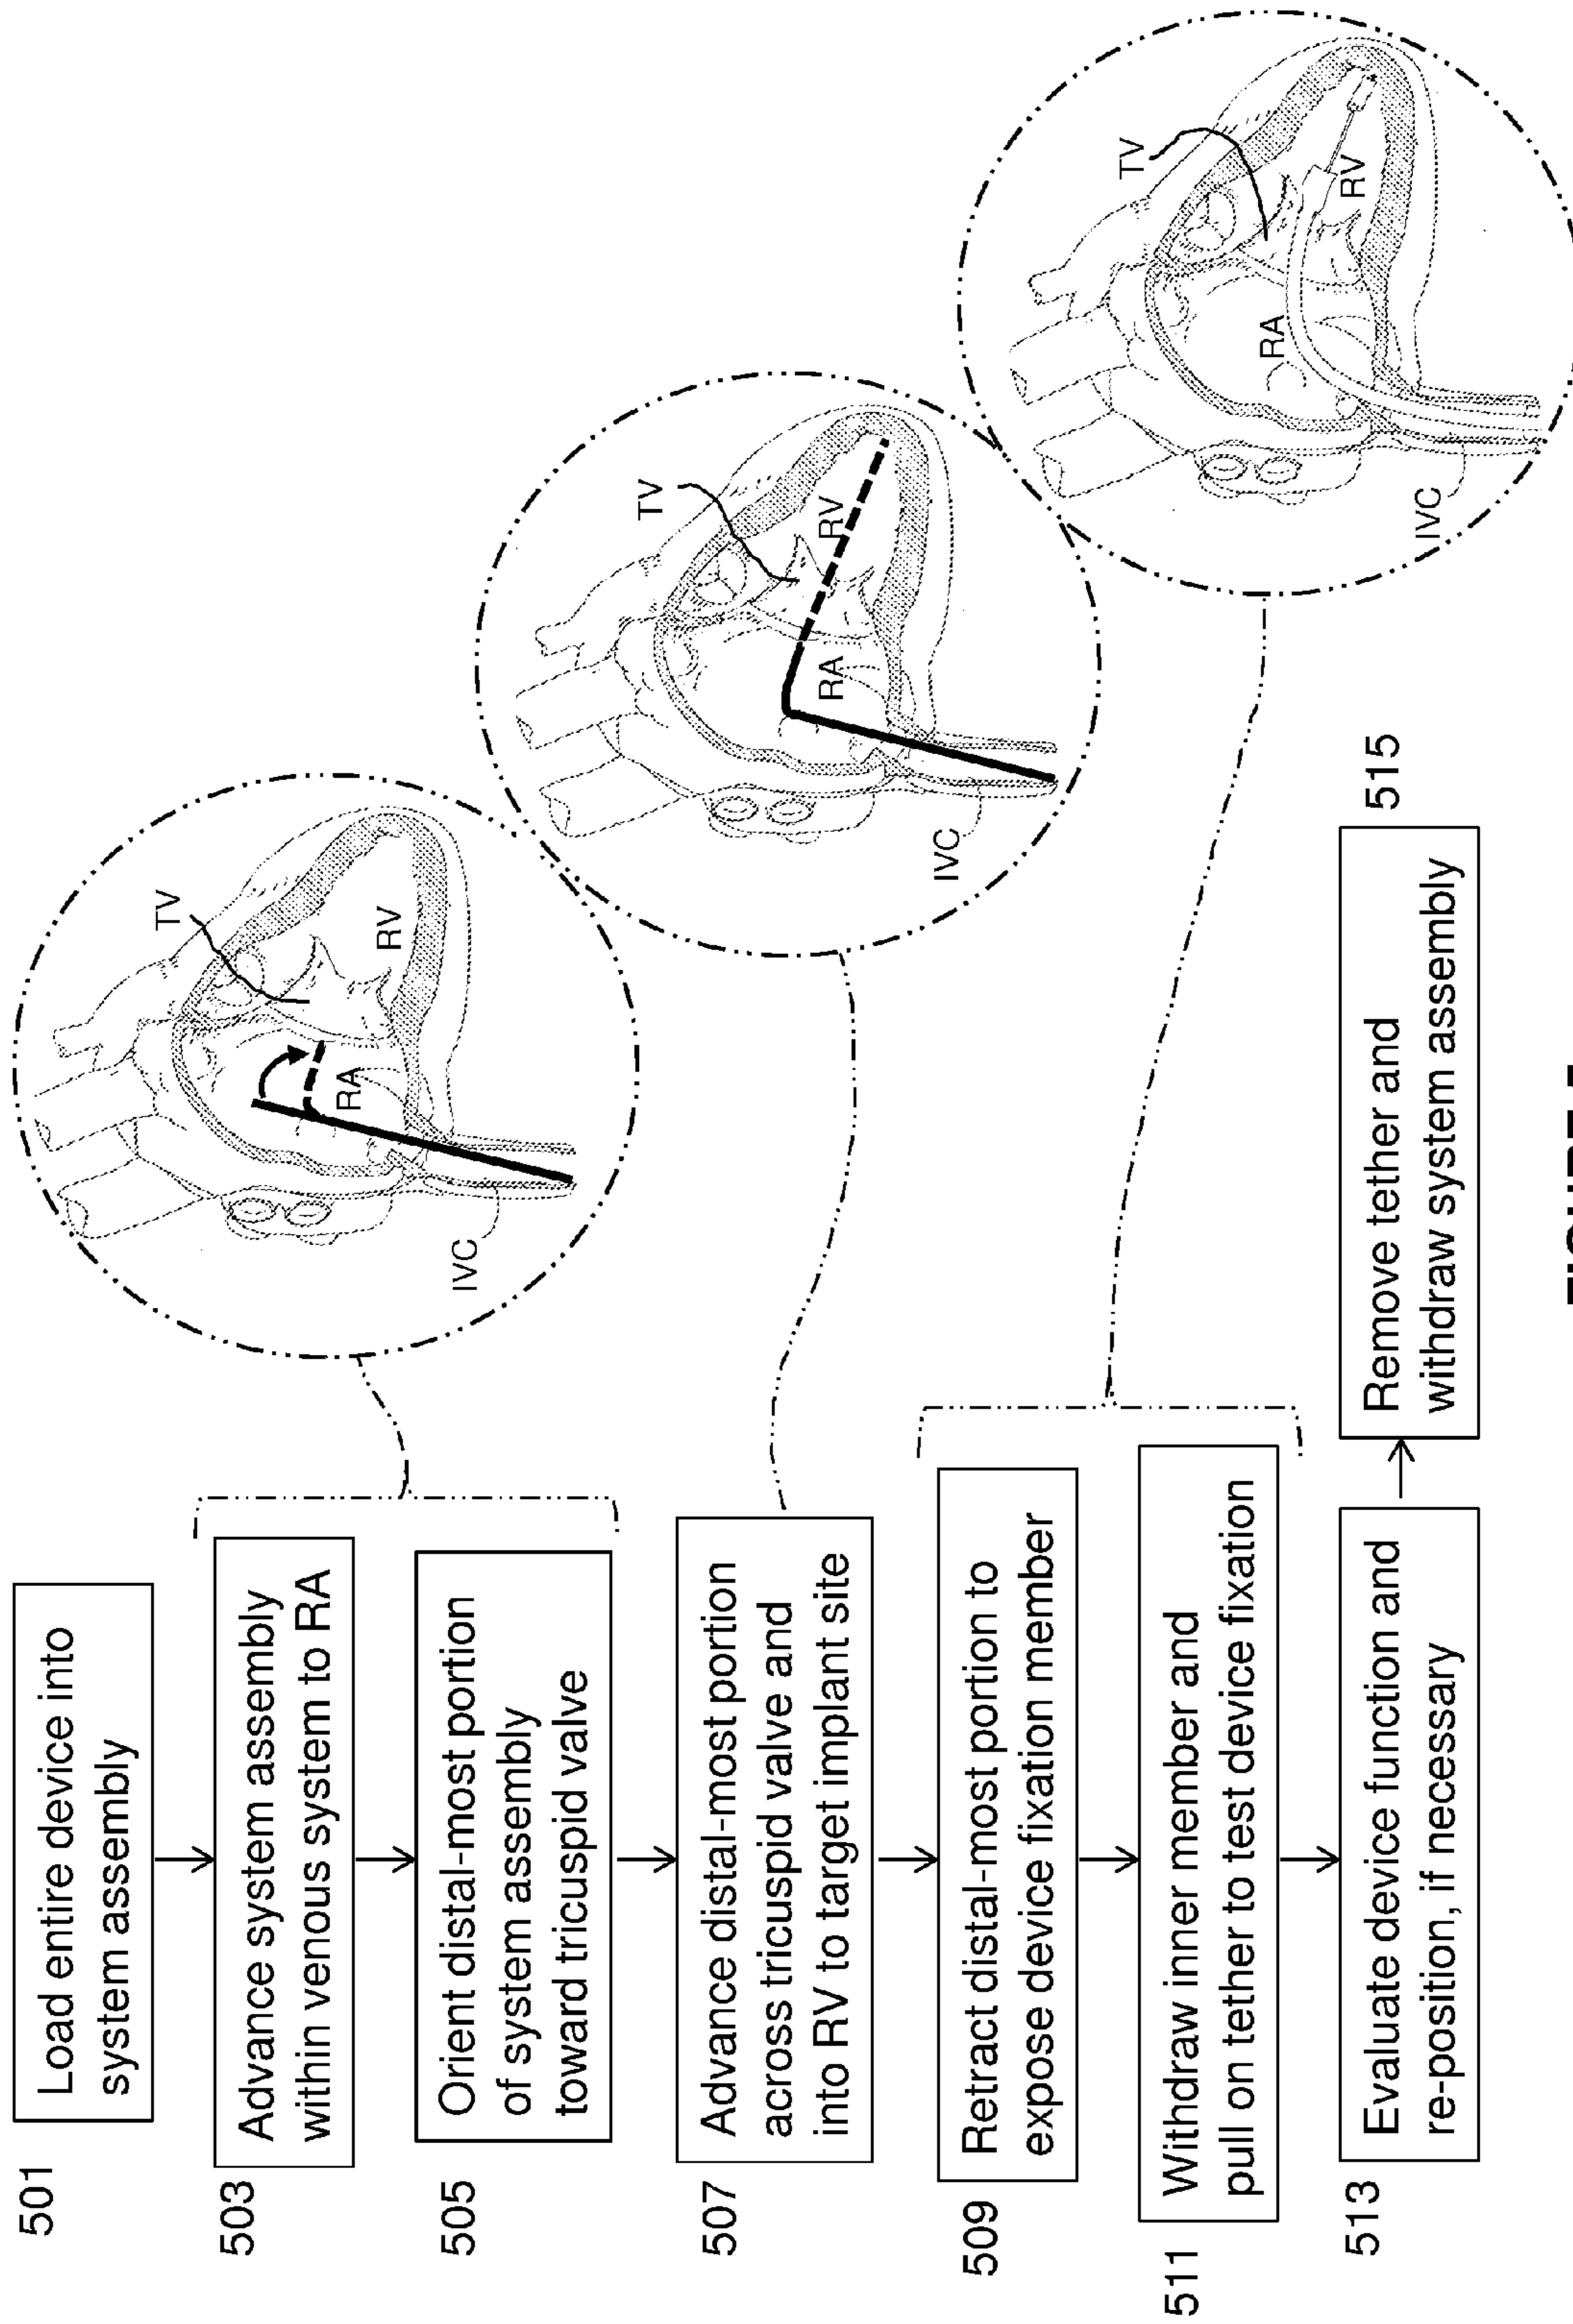 501
Load entire device into
system assembly
503
Advance system assembly
within venous system to RA
505
Orient distal-most portion
of system assembly
toward tricuspid valve
507
Advance distal-most portion
across tricuspid valve and
into RV to target implant site
509
Retract distal-most portion to
expose device fixation member
511
Withdraw inner member and
pull on tether to test device fixation
513
Evaluate device function and
re-position, if necessary
515
Remove tether and
withdraw system assembly
TV
RA
RV
IVC
TV
RA
RV
IVC
TV
RA
RV
IVC
FIGURE